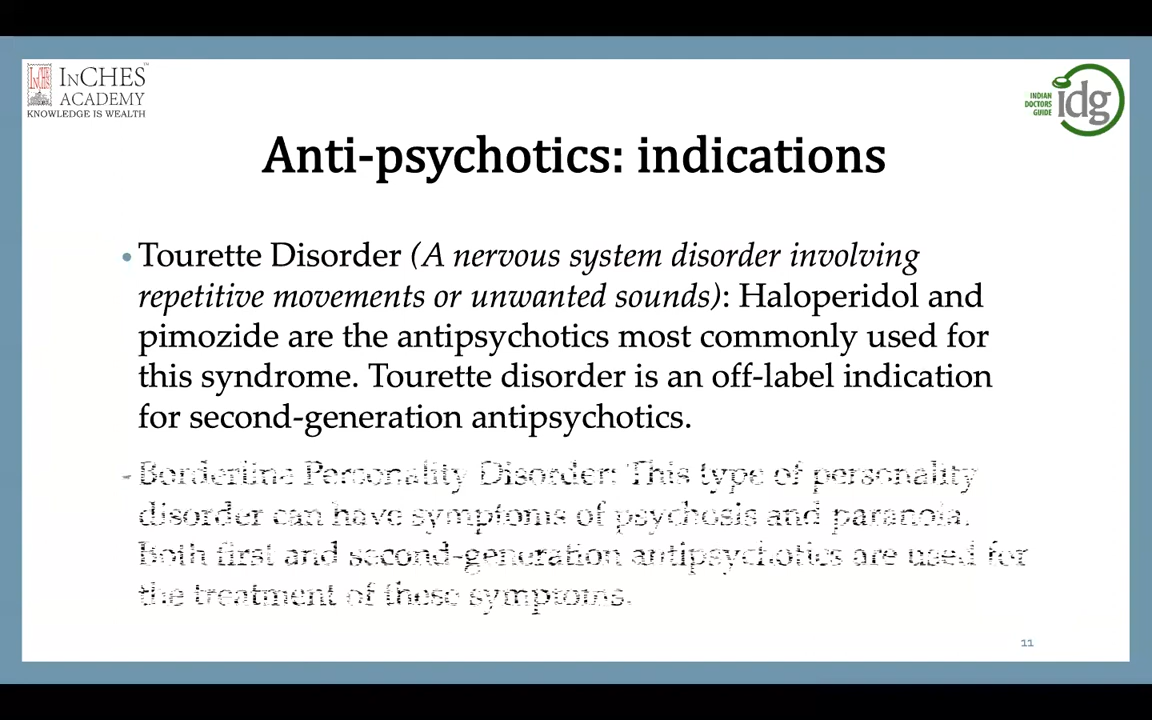 InCHES
ACADEMY
KNOWLEDGE IS WEALTH
INDIAN
DOCTORS
GUIDE
idg
Anti-psychotics: indications
• Tourette Disorder (A nervous system disorder involving
repetitive movements or unwanted sounds): Haloperidol and
pimozide are the antipsychotics most commonly used for
this syndrome. Tourette disorder is an off-label indication
for second-generation antipsychotics.
Borderline Personality Disorder: This type of personality
disorder can have symptoms of psychosis and paranoia.
Both first and second-generation antipsychotics are used for
the treatment of these symptoms.
11